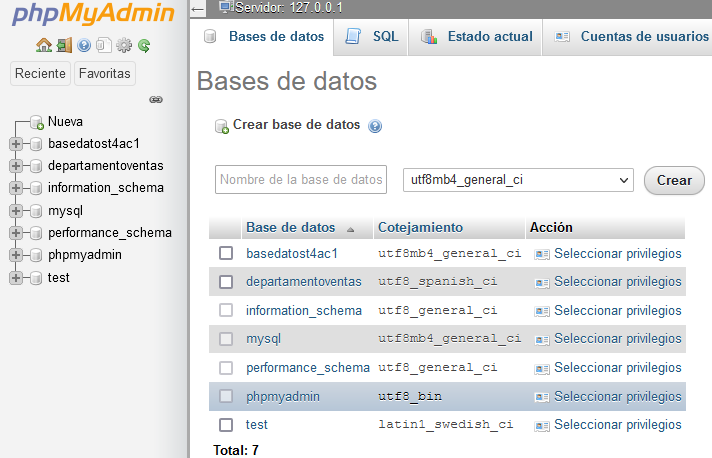 phpMyAdmin
Reciente Favoritas
Nueva
basedatost4ac1
departamentoventas
information_schema
mysql
performance_schema
phpmyadmin
test
Servidor: 127.0.0.1
Bases de datos SQL Estado actual Cuentas de usuarios
Bases de datos
Crear base de datos
Nombre de la base de datos utf8mb4_general_ci Crear
Base de datos Cotejamiento Acción
basedatost4ac1 utf8mb4_general_ci Seleccionar privilegios
departamentoventas utf8_spanish_ci Seleccionar privilegios
information_schema utf8_general_ci Seleccionar privilegios
mysql utf8mb4_general_ci Seleccionar privilegios
performance_schema utf8_general_ci Seleccionar privilegios
phpmyadmin utf8_bin Seleccionar privilegios
test latin1_swedish_ci Seleccionar privilegios
Total: 7